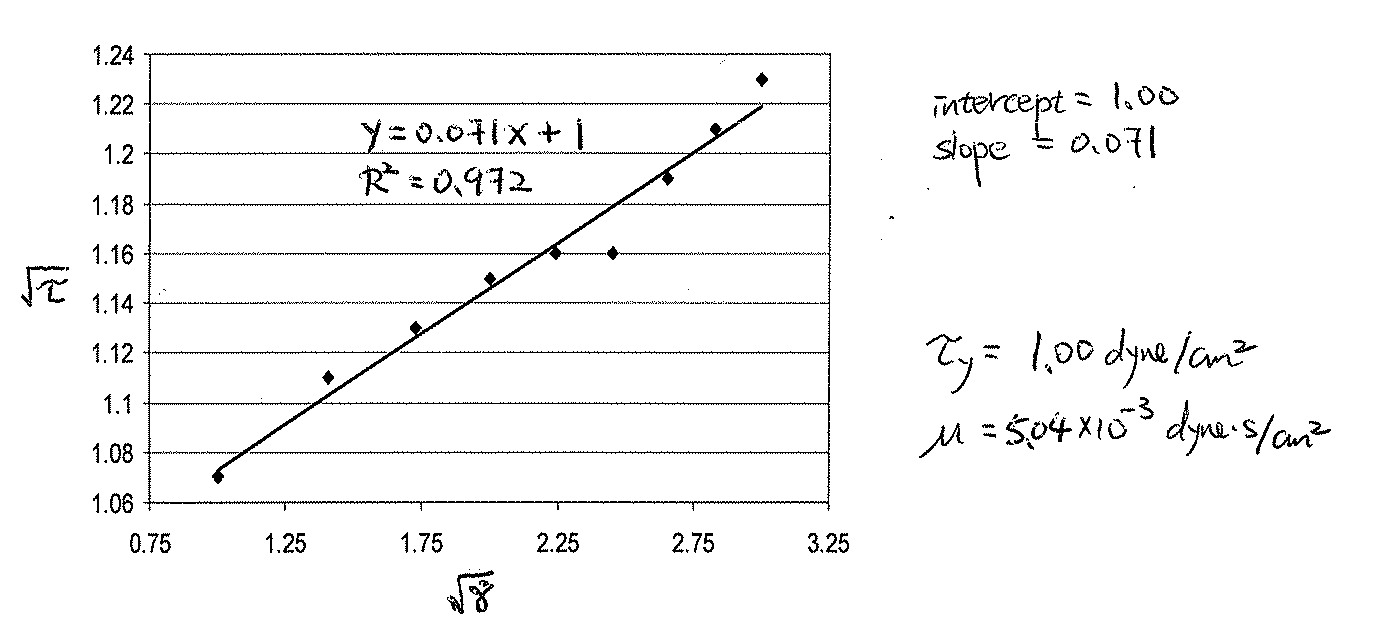 1.24
1.22
1.2
1.18
1.16
1.14
1.12
1.1
1.08
1.06
√τ
y = 0.071x + 1
R² = 0.972
0.75 1.25 1.75 2.25 2.75 3.25
√γ̇
intercept = 1.00
slope = 0.071
τy = 1.00 dyne/cm²
μ = 5.04 × 10⁻³ dyne·s/cm²